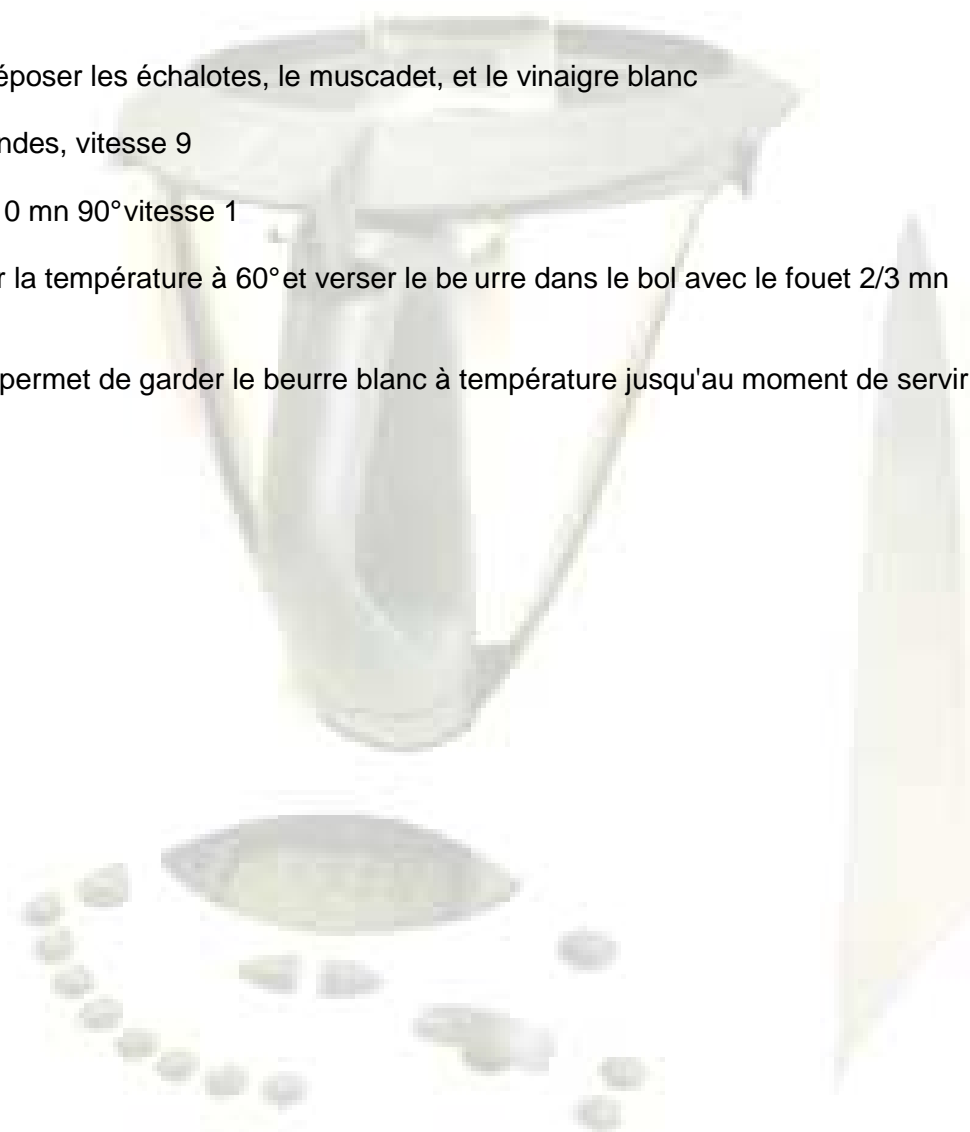 époser les échalotes, le muscadet, et le vinaigre blanc
ndes, vitesse 9
0 mn 90° vitesse 1
r la température à 60° et verser le be urre dans le bol avec le fouet 2/3 mn
permet de garder le beurre blanc à température jusqu'au moment de servir